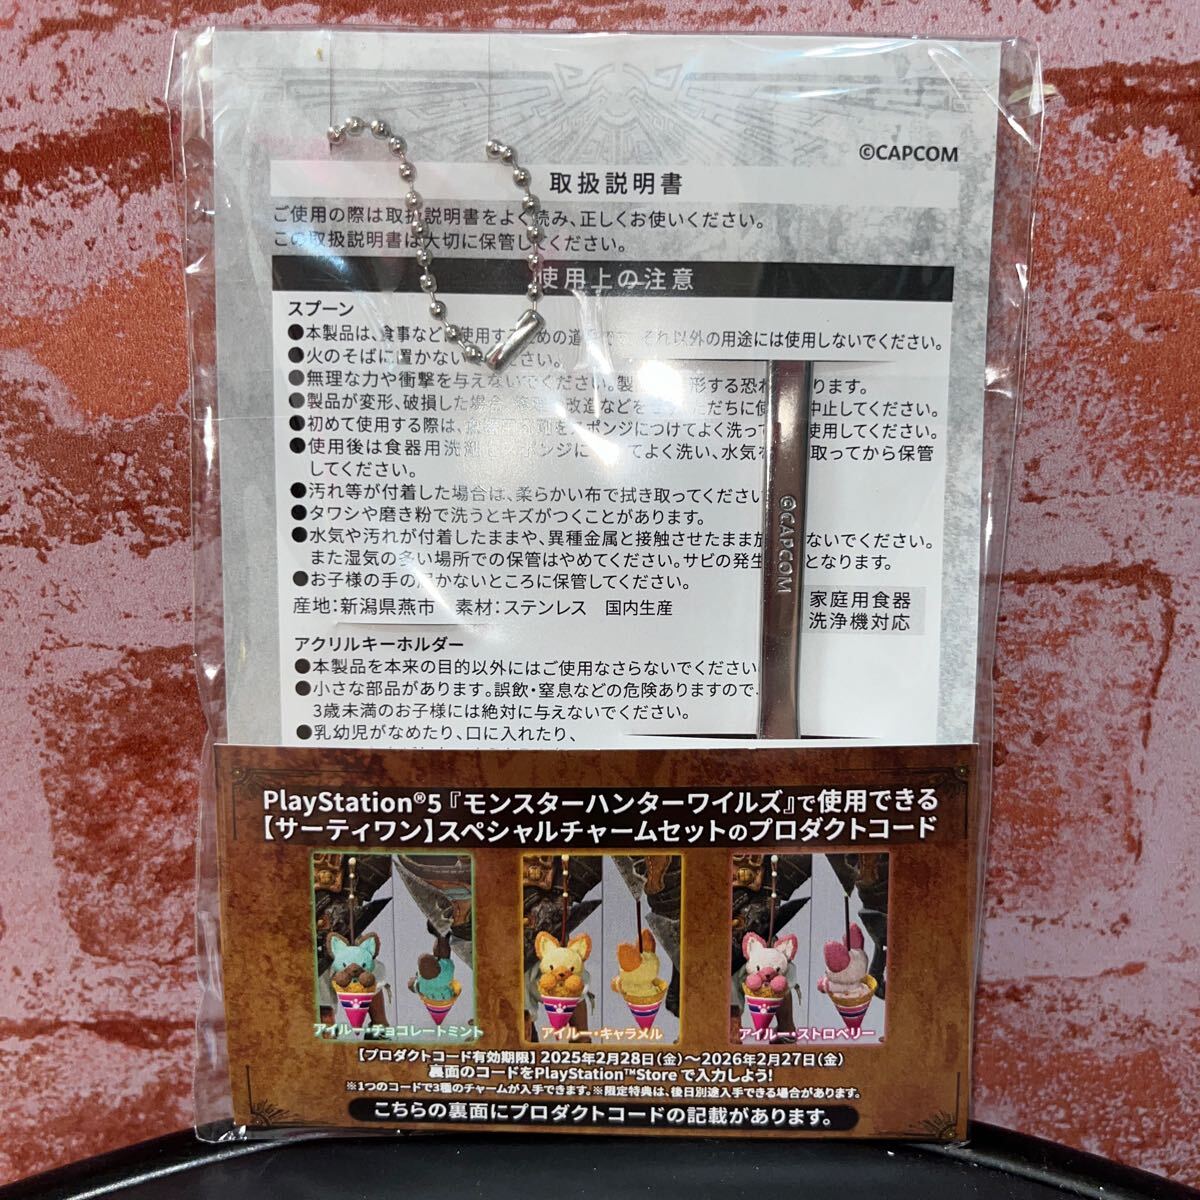 ©CAPCOM
取扱説明書
ご使用の際は取扱説明書をよく読み、正しくお使いください。
この取扱説明書は大切に保管してください。
使用上の注意
スプーン
●本製品は、食事など 使用する ための道 です。それ以外の用途には使用しないでください。
●火のそばに置かない ください。
●無理な力や衝撃を与えないでください。製 形する恐れ ります。
●製品が変形、破損した場合 改造などをせ ただちに使 中止してください。
●初めて使用する際は、 スポンジにつけてよく洗っ 使用してください。
●使用後は食器用洗剤 ンジに てよく洗い、水気を 取ってから保管
してください。
●汚れ等が付着した場合は、柔らかい布で拭き取ってください
●タワシや磨き粉で洗うとキズがつくことがあります。
●水気や汚れが付着したままや、異種金属と接触させたまま放 ないでください。
また湿気の多い場所での保管はやめてください。サビの発生 となります。
●お子様の手の届かないところに保管してください。
産地：新潟県燕市 素材：ステンレス 国内生産
家庭用食器
洗浄機対応
©CAPCOM
アクリルキーホルダー
●本製品を本来の目的以外にはご使用なさらないでください
●小さな部品があります。誤飲・窒息などの危険ありますので、
3歳未満のお子様には絶対に与えないでください。
●乳幼児がなめたり、口に入れたり、
PlayStation®5『モンスターハンターワイルズ』で使用できる
【サーティワン】スペシャルチャームセットのプロダクトコード
アイルー・チョコレートミント
アイルー・キャラメル
アイルー・ストロベリー
【プロダクトコード有効期限】2025年2月28日（金）～2026年2月27日（金）
裏面のコードをPlayStation™Storeで入力しよう！
※1つのコードで3種のチャームが入手できます。※限定特典は、後日別途入手できる場合があります。
こちらの裏面にプロダクトコードの記載があります。